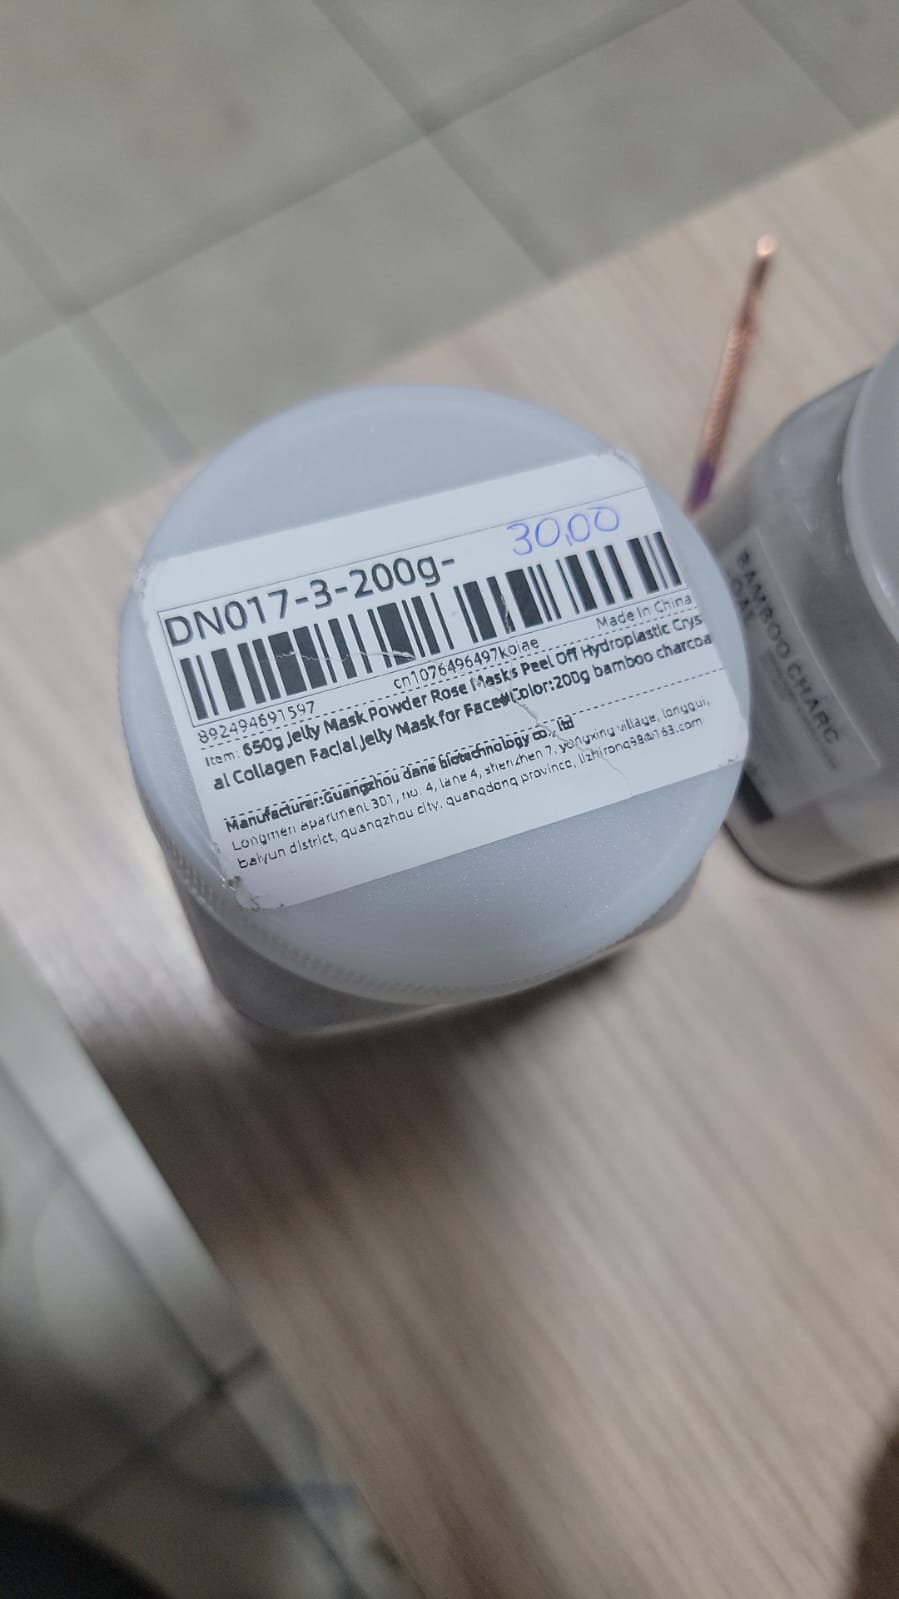 30,00
DN017-3-200g-
892494691597
cn1076496497koiae
Made In China
Item: 650g Jelly Mask Powder Rose Masks Peel Off Hydroplastic Crys
al Collagen Facial Jelly Mask for Face#Color:200g bamboo charcoa
Manufacturer:Guangzhou dane biotechnology co., ltd
Longmen apartment 301, no. 4, lane 4, shenzhen 7, yongxing village, longgui,
baiyun district, guangzhou city, guangdong province, lizhirong38@163.com
BAMBOO CHARC
OAL